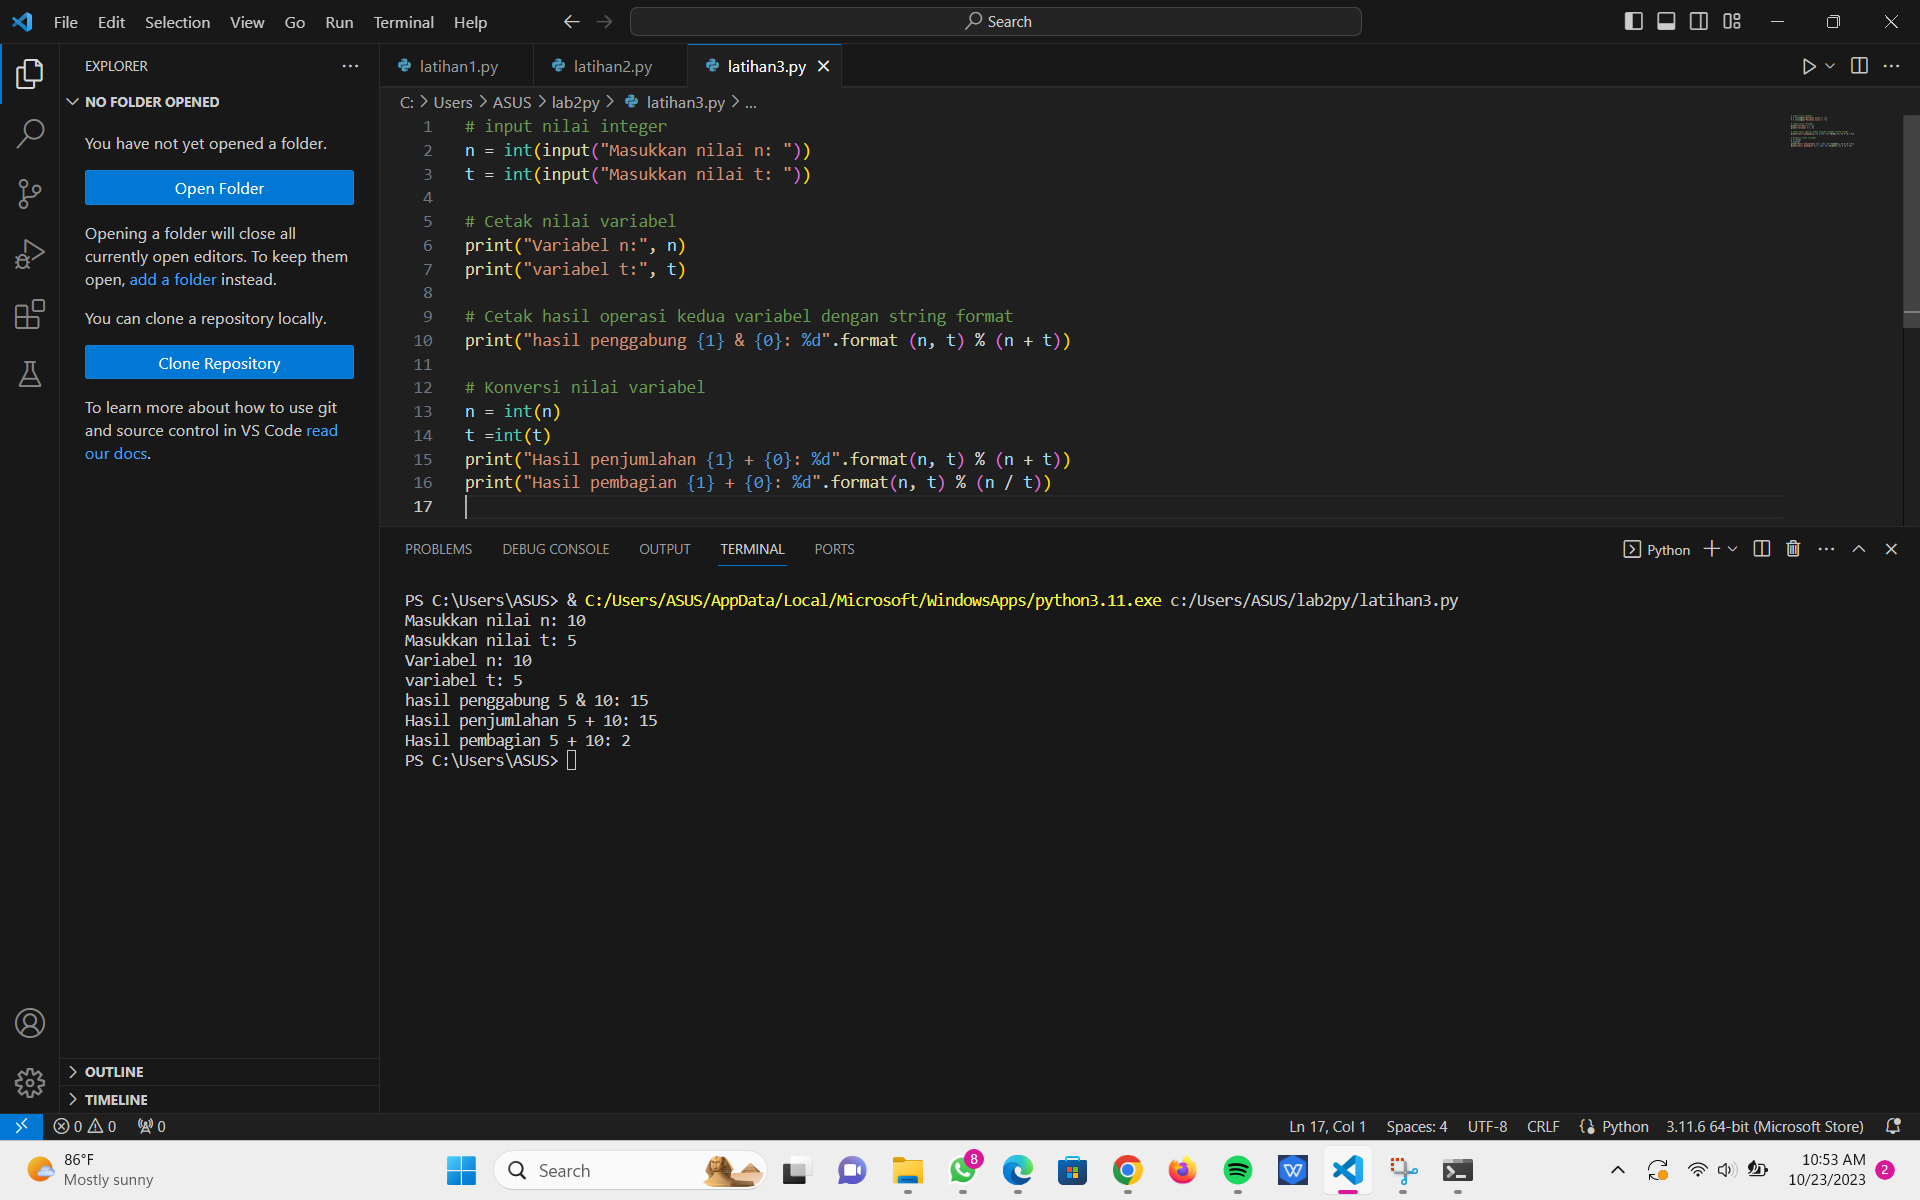 File Edit Selection View Go Run Terminal Help
Search
EXPLORER
NO FOLDER OPENED
You have not yet opened a folder.
Open Folder
Opening a folder will close all
currently open editors. To keep them
open, add a folder instead.
You can clone a repository locally.
Clone Repository
To learn more about how to use git
and source control in VS Code read
our docs.
OUTLINE
TIMELINE
latihan1.py latihan2.py latihan3.py
C: > Users > ASUS > lab2py > latihan3.py > ...
1 # input nilai integer
2 n = int(input("Masukkan nilai n: "))
3 t = int(input("Masukkan nilai t: "))
4
5 # Cetak nilai variabel
6 print("Variabel n:", n)
7 print("variabel t:", t)
8
9 # Cetak hasil operasi kedua variabel dengan string format
10 print("hasil penggabung {1} & {0}: %d".format (n, t) % (n + t))
11
12 # Konversi nilai variabel
13 n = int(n)
14 t =int(t)
15 print("Hasil penjumlahan {1} + {0}: %d".format(n, t) % (n + t))
16 print("Hasil pembagian {1} + {0}: %d".format(n, t) % (n / t))
17
PROBLEMS DEBUG CONSOLE OUTPUT TERMINAL PORTS
Python
PS C:\Users\ASUS> & C:/Users/ASUS/AppData/Local/Microsoft/WindowsApps/python3.11.exe c:/Users/ASUS/lab2py/latihan3.py
Masukkan nilai n: 10
Masukkan nilai t: 5
Variabel n: 10
variabel t: 5
hasil penggabung 5 & 10: 15
Hasil penjumlahan 5 + 10: 15
Hasil pembagian 5 + 10: 2
PS C:\Users\ASUS>
0 0 0
Ln 17, Col 1 Spaces: 4 UTF-8 CRLF Python 3.11.6 64-bit (Microsoft Store)
86°F
Mostly sunny
Search
8
10:53 AM
10/23/2023
2